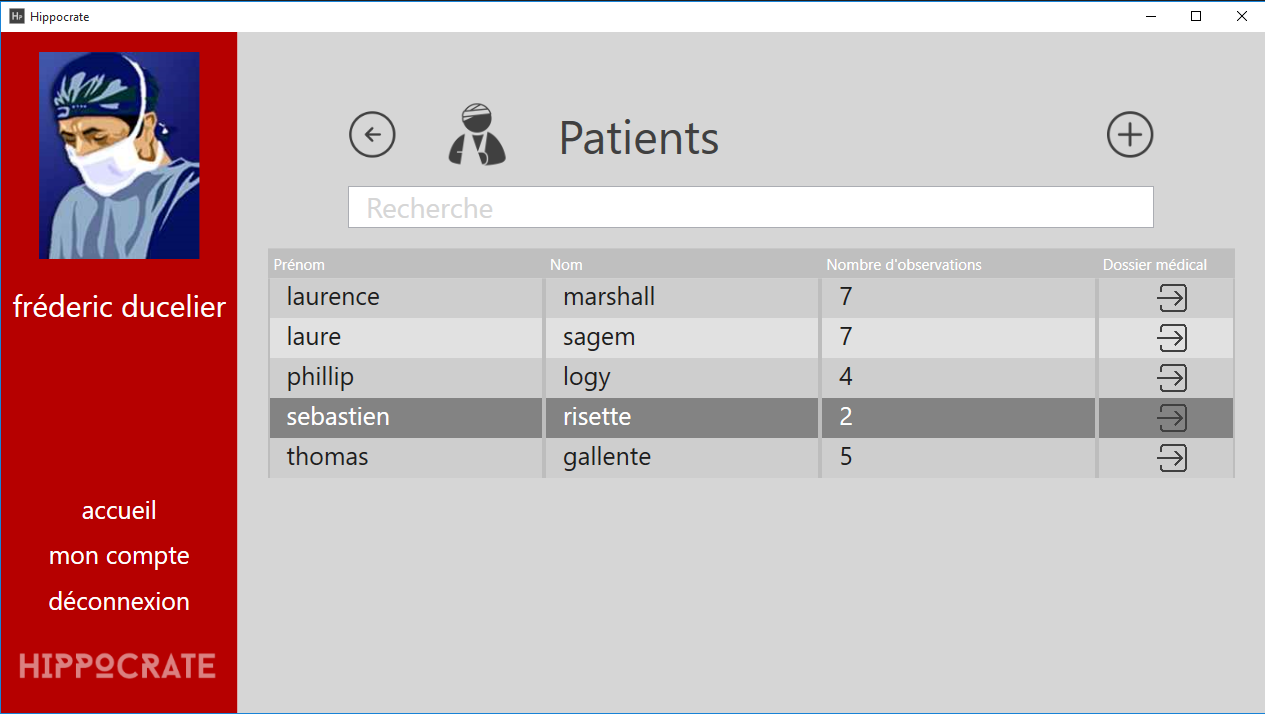 Hippocrate
fréderic ducelier
accueil
mon compte
déconnexion
HIPPOCRATE
Patients
Recherche
Prénom Nom Nombre d'observations Dossier médical
laurence marshall 7
laure sagem 7
phillip logy 4
sebastien risette 2
thomas gallente 5